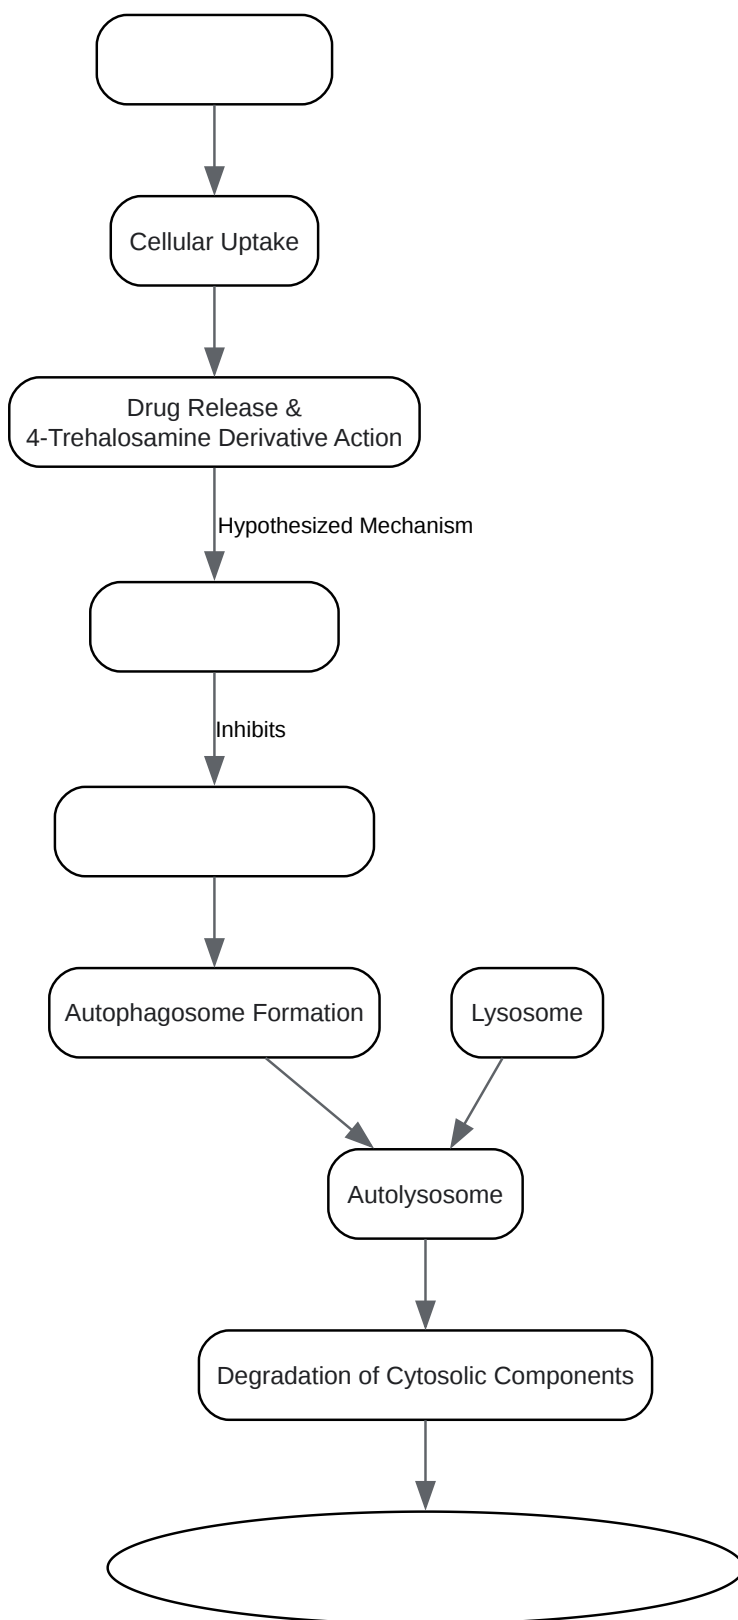 Cellular Uptake
Drug Release &
4-Trehalosamine Derivative Action
Hypothesized Mechanism
Inhibits
Autophagosome Formation
Lysosome
Autolysosome
Degradation of Cytosolic Components